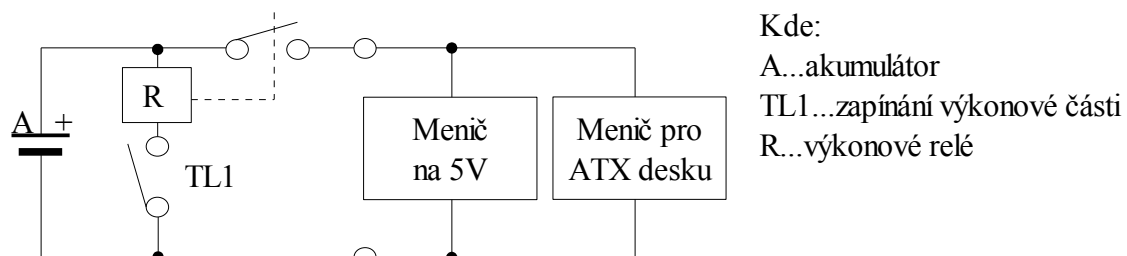 Kde:
A...akumulátor
TL1...zapínání výkonové části
R...výkonové relé
R
A +
TL1
Menič
na 5V
Menič pro
ATX desku